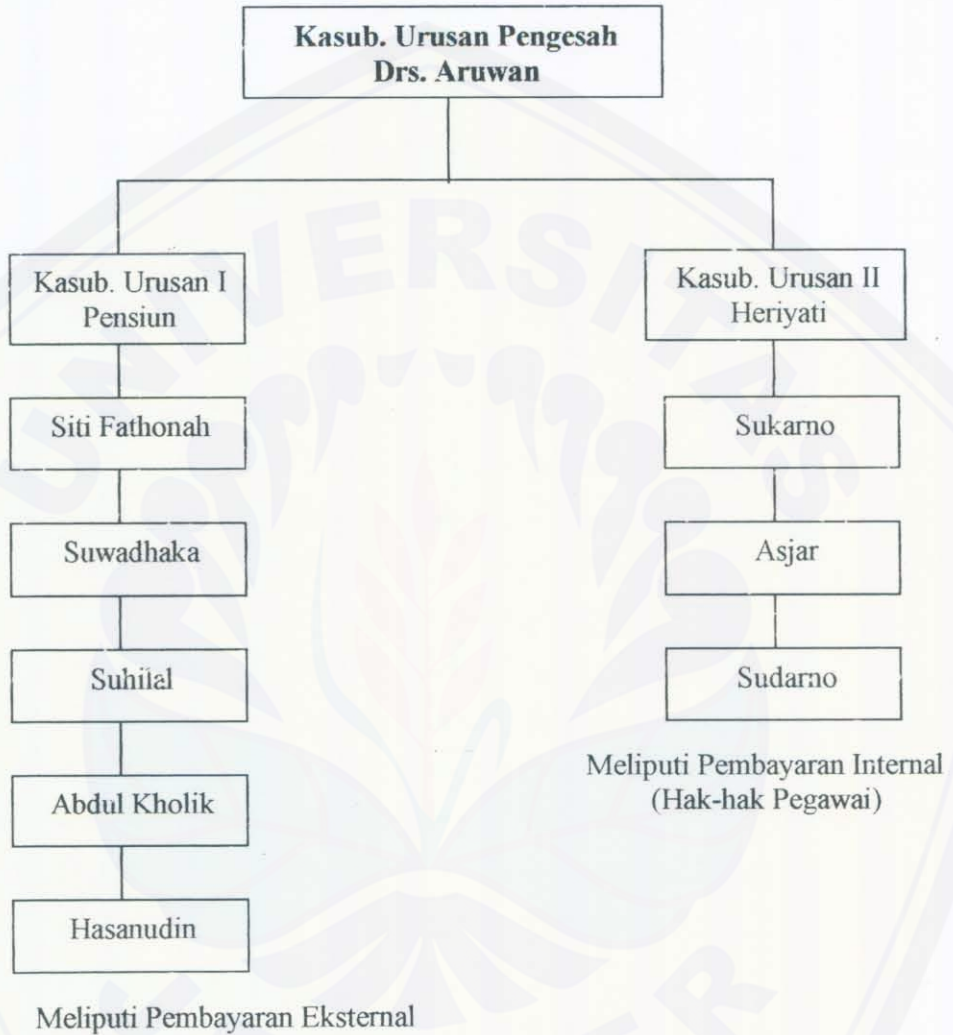 Kasub. Urusan Pengesah
Drs. Aruwan
Kasub. Urusan I
Pensiun
Siti Fathonah
Suwadhaka
Suhilal
Abdul Kholik
Hasanudin
Meliputi Pembayaran Eksternal
Kasub. Urusan II
Heriyati
Sukarno
Asjar
Sudarno
Meliputi Pembayaran Internal
(Hak-hak Pegawai)
UNIVERSITAS